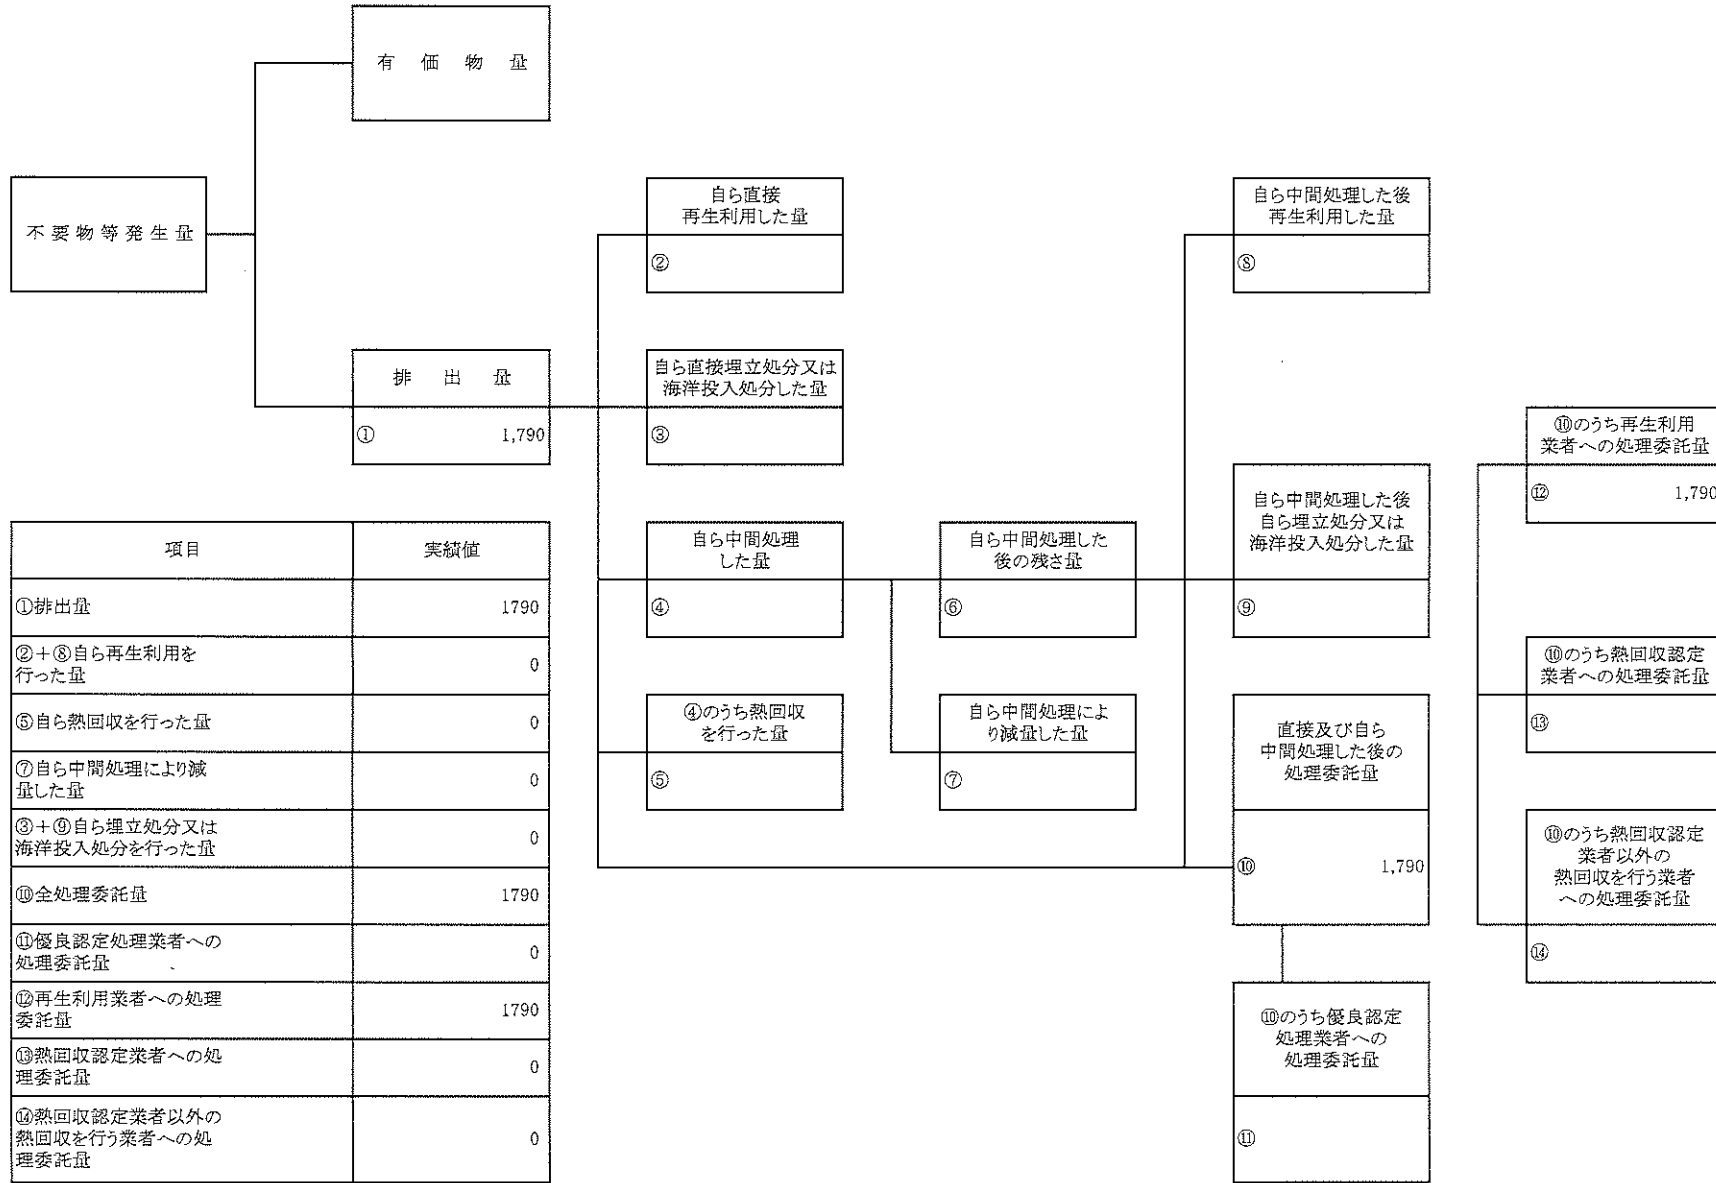 有価物量
不要物等発生量
自ら直接
再生利用した量
②
自ら中間処理した後
再生利用した量
⑧
排出量
① 1,790
自ら直接埋立処分又は
海洋投入処分した量
③
⑩のうち再生利用
業者への処理委託量
⑫ 1,790
自ら中間処理
した量
④
自ら中間処理した
後の残さ量
⑥
自ら中間処理した後
自ら埋立処分又は
海洋投入処分した量
⑨
⑩のうち熱回収認定
業者への処理委託量
⑬
④のうち熱回収
を行った量
⑤
自ら中間処理によ
り減量した量
⑦
直接及び自ら
中間処理した後の
処理委託量
⑩ 1,790
⑩のうち熱回収認定
業者以外の
熱回収を行う業者
への処理委託量
⑭
⑩のうち優良認定
処理業者への
処理委託量
⑪
項目 実績値
①排出量 1790
②+⑧自ら再生利用を
行った量 0
⑤自ら熱回収を行った量 0
⑦自ら中間処理により減
量した量 0
③+⑨自ら埋立処分又は
海洋投入処分を行った量 0
⑩全処理委託量 1790
⑪優良認定処理業者への
処理委託量 0
⑫再生利用業者への処理
委託量 1790
⑬熱回収認定業者への処
理委託量 0
⑭熱回収認定業者以外の
熱回収を行う業者への処
理委託量 0